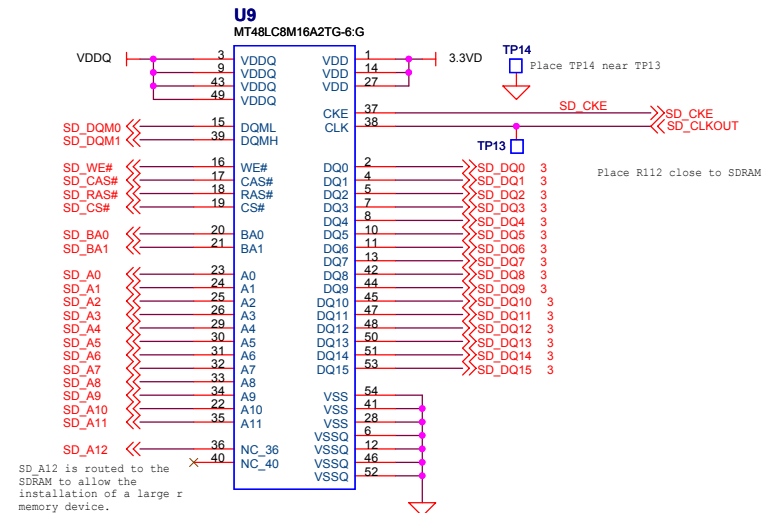 U9
MT48LC8M16A2TG-6:G
VDDQ 3 VDDQ VDD 1 3.3VD
9 VDDQ VDD 14
43 VDDQ VDD 27
49 VDDQ
TP14
Place TP14 near TP13
CKE 37 SD_CKE SD_CKE
CLK 38 SD_CLKOUT
TP13
Place R112 close to SDRAM
SD_DQM0 15 DQML
SD_DQM1 39 DQMH
SD_WE# 16 WE# DQ0 2 SD_DQ0 3
SD_CAS# 17 CAS# DQ1 4 SD_DQ1 3
SD_RAS# 18 RAS# DQ2 5 SD_DQ2 3
SD_CS# 19 CS# DQ3 7 SD_DQ3 3
DQ4 8 SD_DQ4 3
SD_BA0 20 BA0 DQ5 10 SD_DQ5 3
SD_BA1 21 BA1 DQ6 11 SD_DQ6 3
DQ7 13 SD_DQ7 3
SD_A0 23 A0 DQ8 42 SD_DQ8 3
SD_A1 24 A1 DQ9 44 SD_DQ9 3
SD_A2 25 A2 DQ10 45 SD_DQ10 3
SD_A3 26 A3 DQ11 47 SD_DQ11 3
SD_A4 29 A4 DQ12 48 SD_DQ12 3
SD_A5 30 A5 DQ13 50 SD_DQ13 3
SD_A6 31 A6 DQ14 51 SD_DQ14 3
SD_A7 32 A7 DQ15 53 SD_DQ15 3
SD_A8 33 A8
SD_A9 34 A9 VSS 54
SD_A10 22 A10 VSS 41
SD_A11 35 A11 VSS 28
VSSQ 6
SD_A12 36 NC_36 VSSQ 12
40 NC_40 VSSQ 46
VSSQ 52
SD_A12 is routed to the
SDRAM to allow the
installation of a large r
memory device.